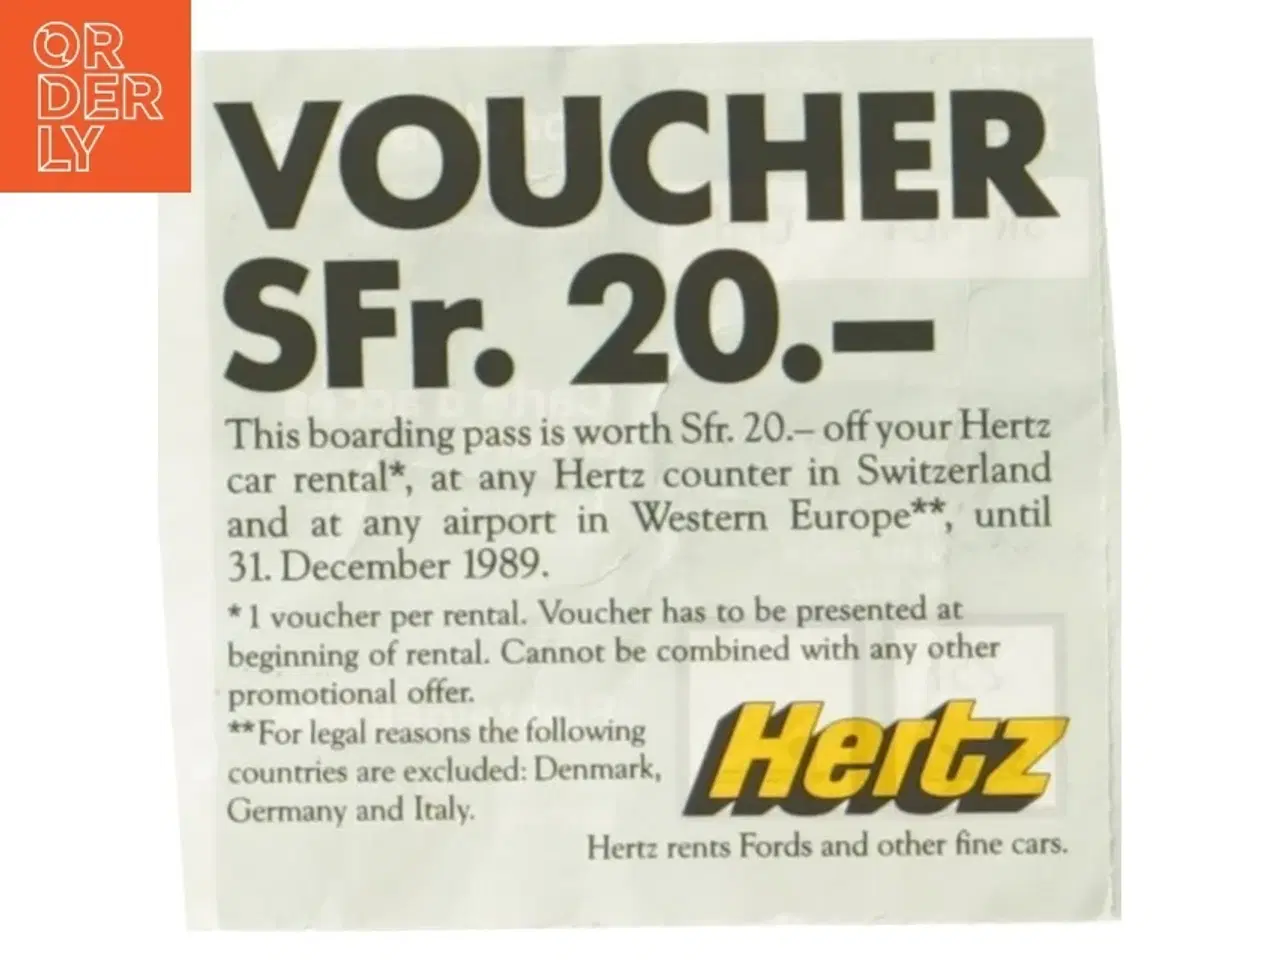 OR
DER
LY
VOUCHER
SFr. 20.–
This boarding pass is worth Sfr. 20.– off your Hertz
car rental*, at any Hertz counter in Switzerland
and at any airport in Western Europe**, until
31. December 1989.
* 1 voucher per rental. Voucher has to be presented at
beginning of rental. Cannot be combined with any other
promotional offer.
**For legal reasons the following
countries are excluded: Denmark,
Germany and Italy.
Hertz
Hertz rents Fords and other fine cars.